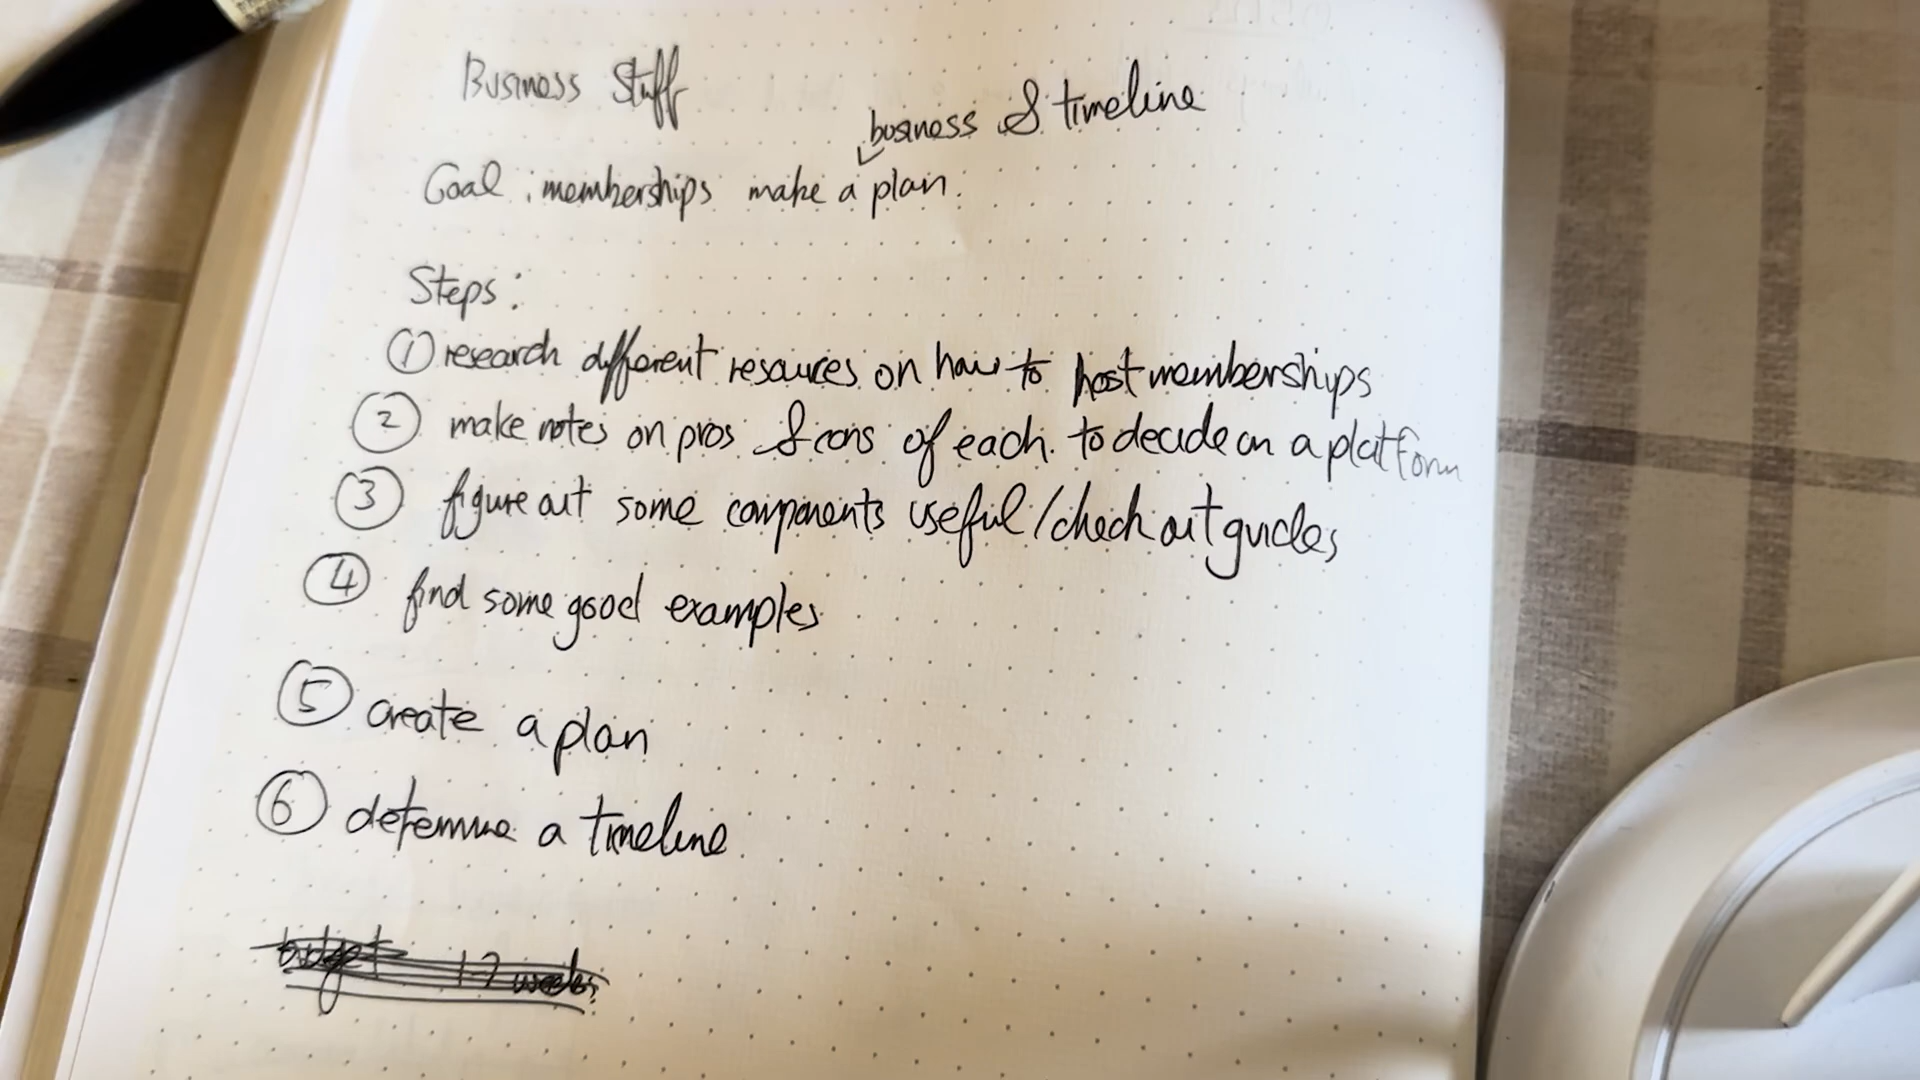 Business Stuff
business & timeline
Goal : memberships make a plan.
Steps :
① research different resources on how to host memberships
② make notes on pros & cons of each. to decide on a platform
③ figure out some components useful / check out guides
④ find some good examples
⑤ create a plan
⑥ determine a timeline
budget weeks